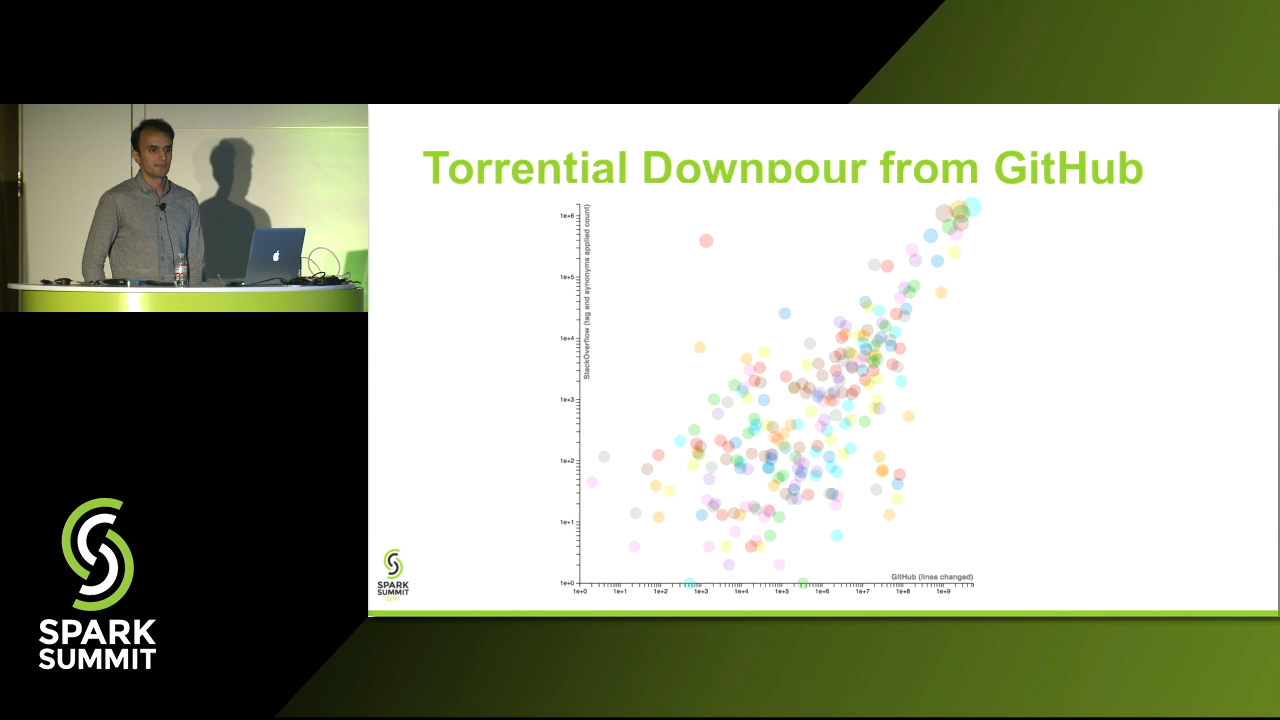 Torrential Downpour from GitHub
1e+6
1e+5
1e+4
1e+3
1e+2
1e+1
1e+0
StackOverflow (tag and synonyms applied count)
GitHub (lines changed)
1e+0 1e+1 1e+2 1e+3 1e+4 1e+5 1e+6 1e+7 1e+8 1e+9
SPARK
SUMMIT
2017
SPARK
SUMMIT